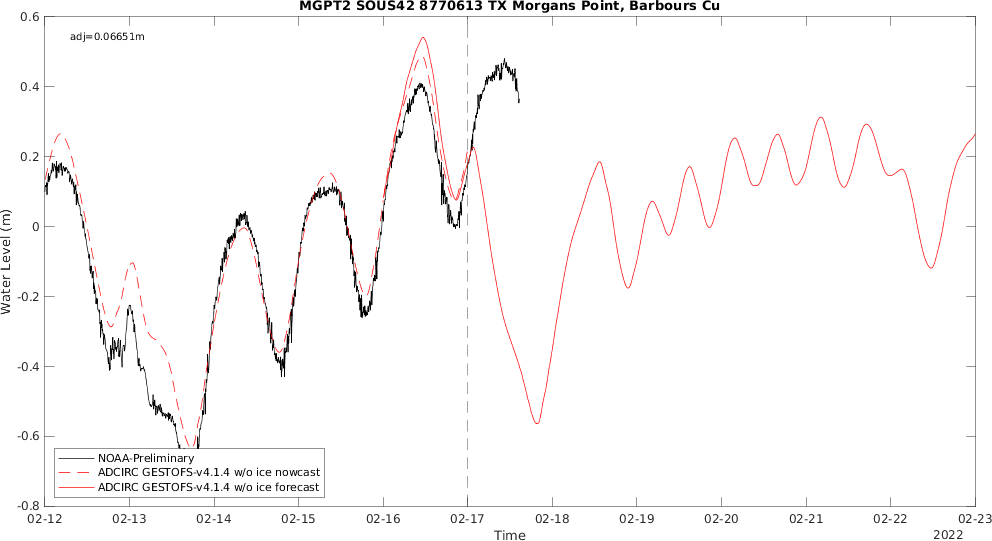 MGPT2 SOUS42 8770613 TX Morgans Point, Barbours Cu
adj=0.06651m
0.6
0.4
0.2
0
-0.2
-0.4
-0.6
-0.8
Water Level (m)
NOAA-Preliminary
ADCIRC GESTOFS-v4.1.4 w/o ice nowcast
ADCIRC GESTOFS-v4.1.4 w/o ice forecast
02-12 02-13 02-14 02-15 02-16 02-17 02-18 02-19 02-20 02-21 02-22 02-23
Time
2022